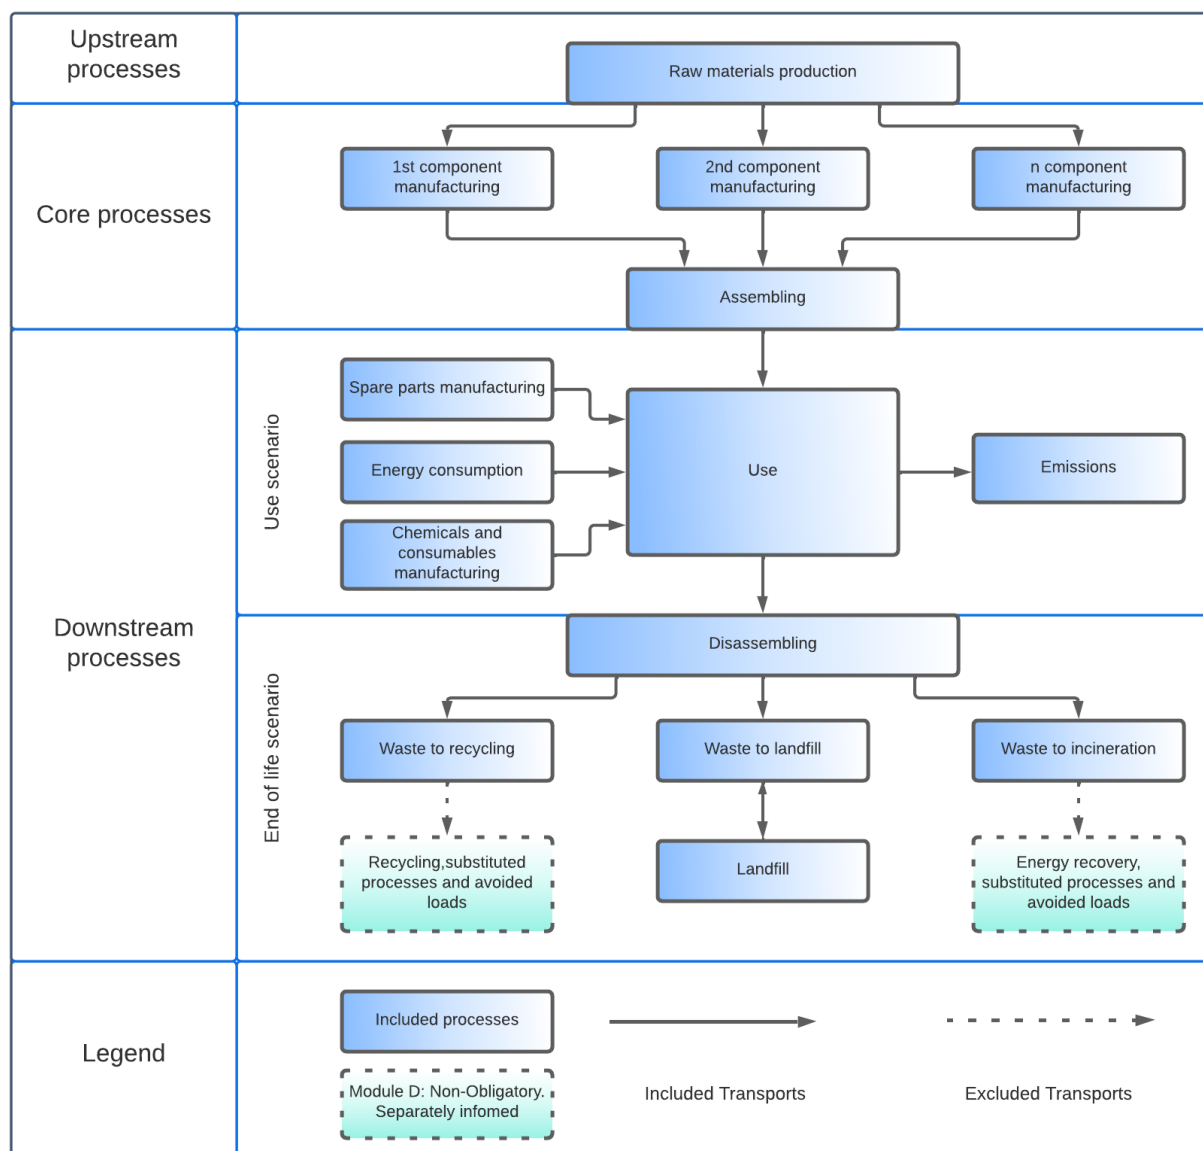 Upstream
processes
Raw materials production
Core processes
1st component
manufacturing
2nd component
manufacturing
n component
manufacturing
Assembling
Downstream
processes
Use scenario
Spare parts manufacturing
Energy consumption
Chemicals and
consumables
manufacturing
Use
Emissions
End of life scenario
Disassembling
Waste to recycling
Waste to landfill
Waste to incineration
Recycling,substituted
processes and avoided
loads
Landfill
Energy recovery,
substituted processes and
avoided loads
Legend
Included processes
Module D: Non-Obligatory.
Separately infomed
Included Transports
Excluded Transports